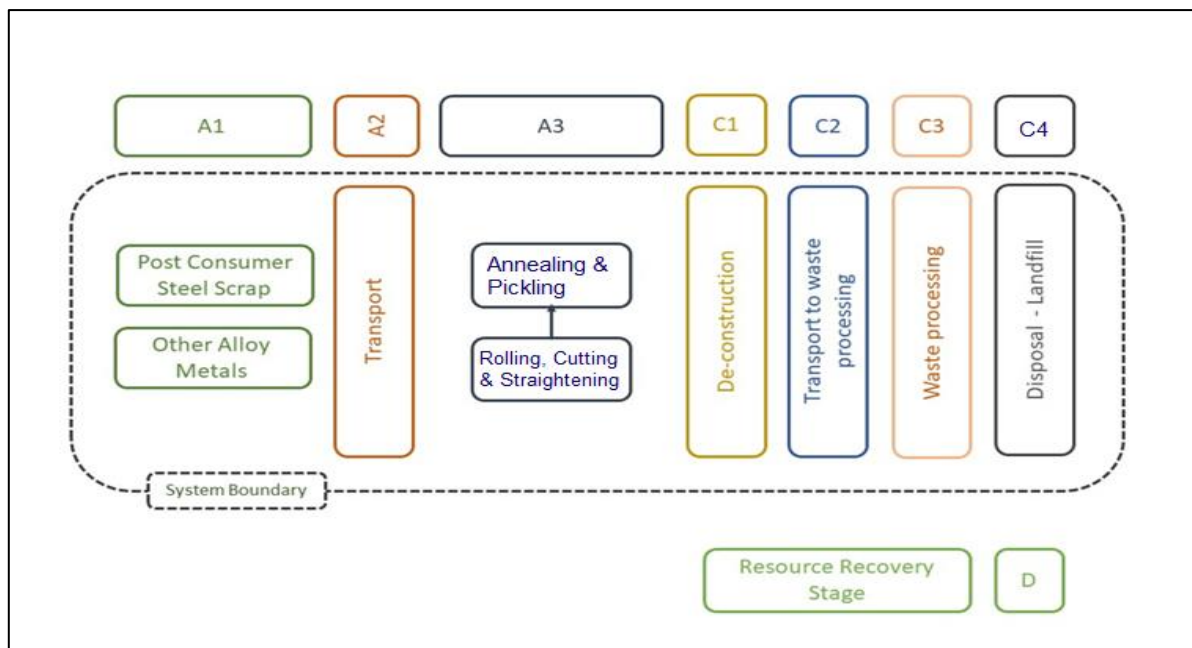 A1
A2
A3
C1
C2
C3
C4
Post Consumer
Steel Scrap
Other Alloy
Metals
Transport
Annealing &
Pickling
Rolling, Cutting
& Straightening
De-construction
Transport to waste
processing
Waste processing
Disposal - Landfill
System Boundary
Resource Recovery
Stage
D